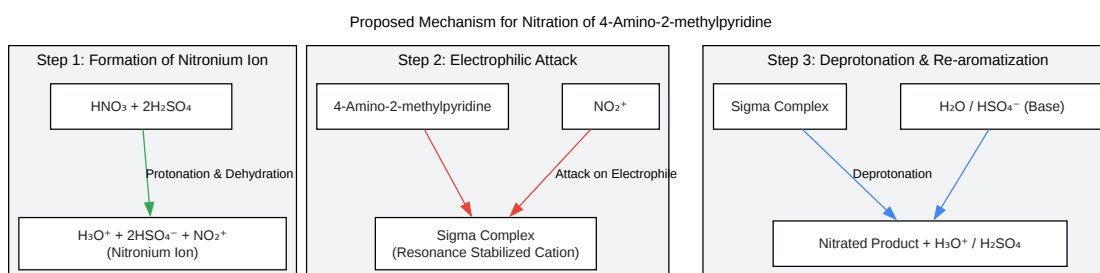 Proposed Mechanism for Nitration of 4-Amino-2-methylpyridine
Step 1: Formation of Nitronium Ion
HNO₃ + 2H₂SO₄
Protonation & Dehydration
H₃O⁺ + 2HSO₄⁻ + NO₂⁺
(Nitronium Ion)
Step 2: Electrophilic Attack
4-Amino-2-methylpyridine
NO₂⁺
Attack on Electrophile
Sigma Complex
(Resonance Stabilized Cation)
Step 3: Deprotonation & Re-aromatization
Sigma Complex
H₂O / HSO₄⁻ (Base)
Deprotonation
Nitrated Product + H₃O⁺ / H₂SO₄